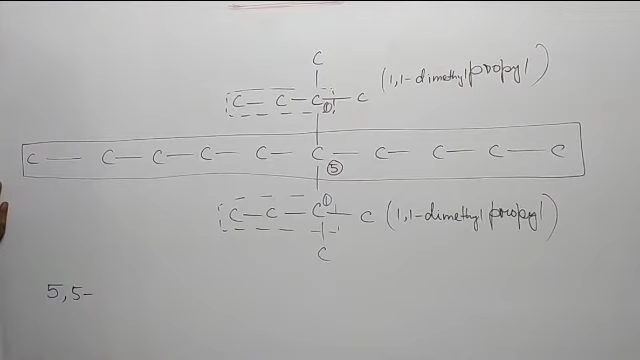 C
C — C — C — C (1,1-dimethyl propyl)
①
C — C — C — C — C — C — C — C — C — C
⑤
C — C — C — C (1,1-dimethyl propyl)
①
C
5,5-